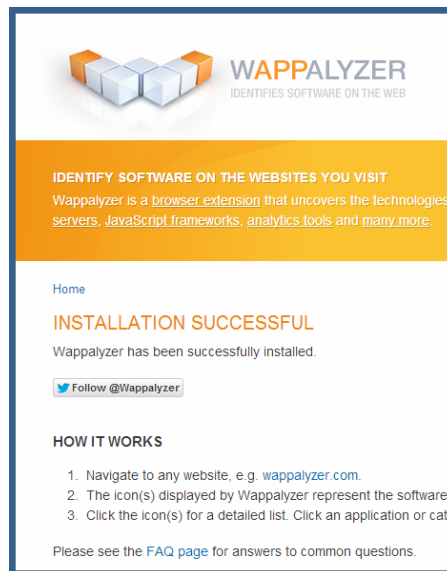 WAPPALYZER
IDENTIFIES SOFTWARE ON THE WEB
IDENTIFY SOFTWARE ON THE WEBSITES YOU VISIT
Wappalyzer is a browser extension that uncovers the technologies
servers, JavaScript frameworks, analytics tools and many more.
Home
INSTALLATION SUCCESSFUL
Wappalyzer has been successfully installed.
Follow @Wappalyzer
HOW IT WORKS
1. Navigate to any website, e.g. wappalyzer.com.
2. The icon(s) displayed by Wappalyzer represent the software
3. Click the icon(s) for a detailed list. Click an application or cat
Please see the FAQ page for answers to common questions.